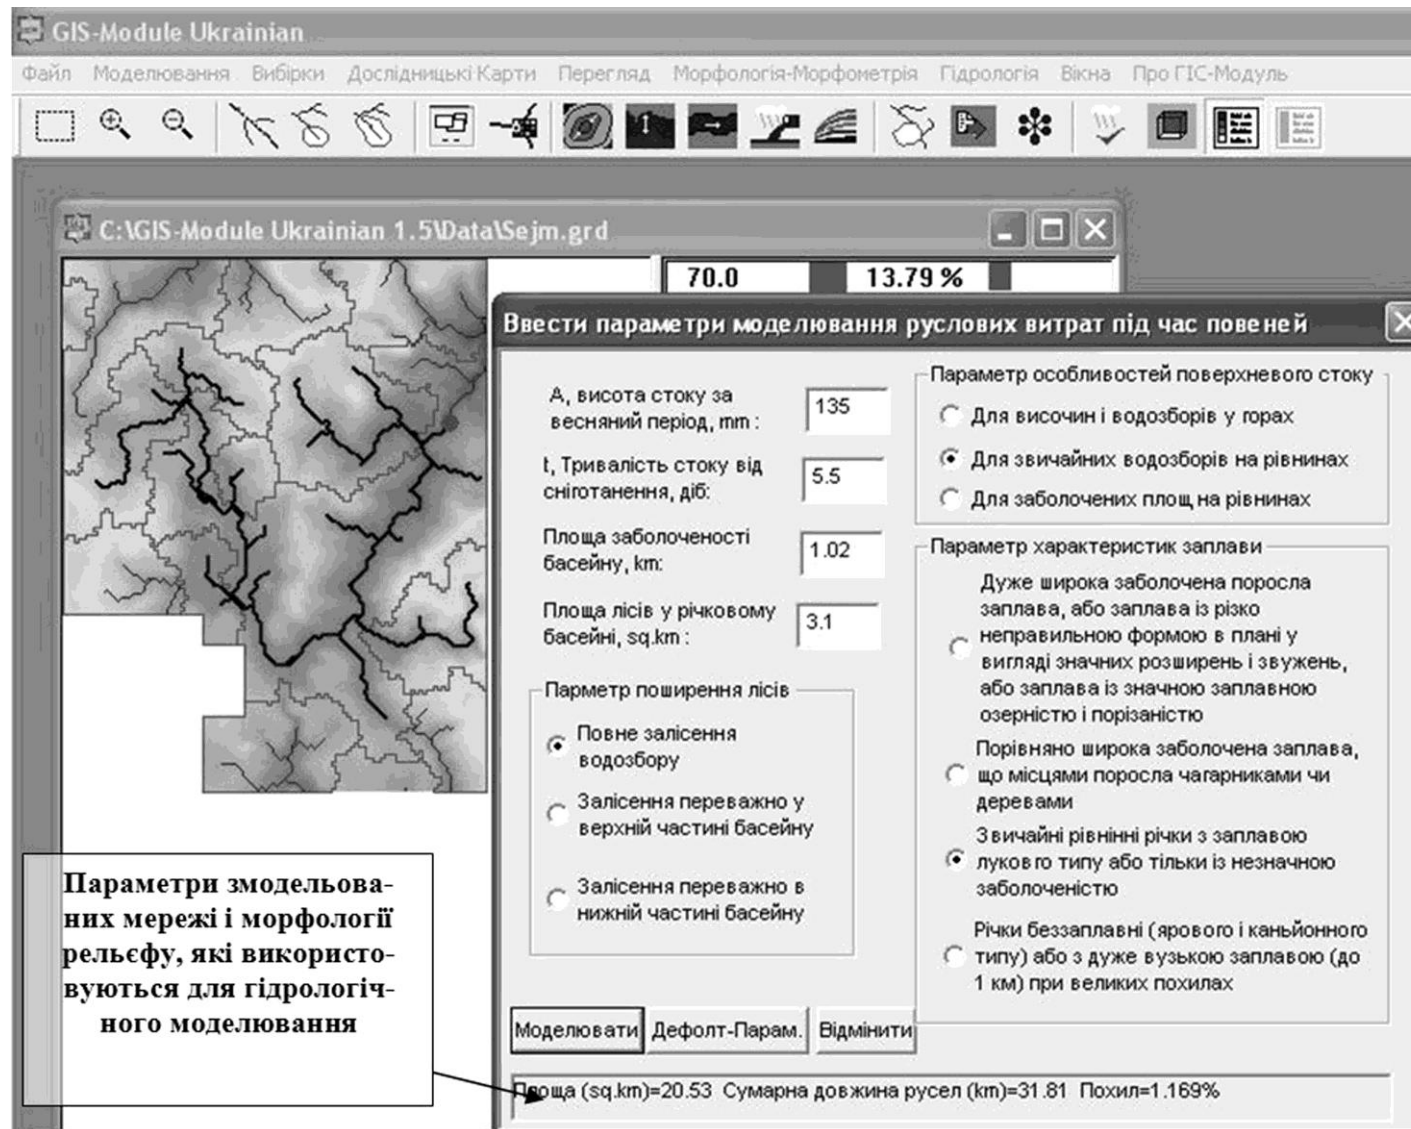 GIS-Module Ukrainian
Файл Моделювання Вибірки Дослідницькі Карти Перегляд Морфологія-Морфометрія Гідрологія Вікна Про ГІС-Модуль
C:\GIS-Module Ukrainian 1.5\Data\Sejm.grd
70.0 13.79 %
Ввести параметри моделювання руслових витрат під час повеней
A, висота стоку за
весняний період, mm :
135
t, Тривалість стоку від
сніготанення, діб:
5.5
Площа заболоченості
басейну, km:
1.02
Площа лісів у річковому
басейні, sq.km :
3.1
Парметр поширення лісів
Повне залісення
водозбору
Залісення переважно у
верхній частині басейну
Залісення переважно в
нижній частині басейну
Параметр особливостей поверхневого стоку
Для височин і водозборів у горах
Для звичайних водозборів на рівнинах
Для заболочених площ на рівнинах
Параметр характеристик заплави
Дуже широка заболочена поросла
заплава, або заплава із різко
неправильною формою в плані у
вигляді значних розширень і звужень,
або заплава із значною заплавною
озерністю і порізаністю
Порівняно широка заболочена заплава,
що місцями поросла чагарниками чи
деревами
Звичайні рівнінні річки з заплавою
лукового типу або тільки із незначною
заболоченістю
Річки беззаплавні (ярового і каньйонного
типу) або з дуже вузькою заплавою (до
1 км) при великих похилах
Моделювати Дефолт-Парам. Відмінити
Площа (sq.km)=20.53 Сумарна довжина русел (km)=31.81 Похил=1.169%
Параметри змодельова-
них мережі і морфології
рельєфу, які використо-
вуються для гідрологіч-
ного моделювання